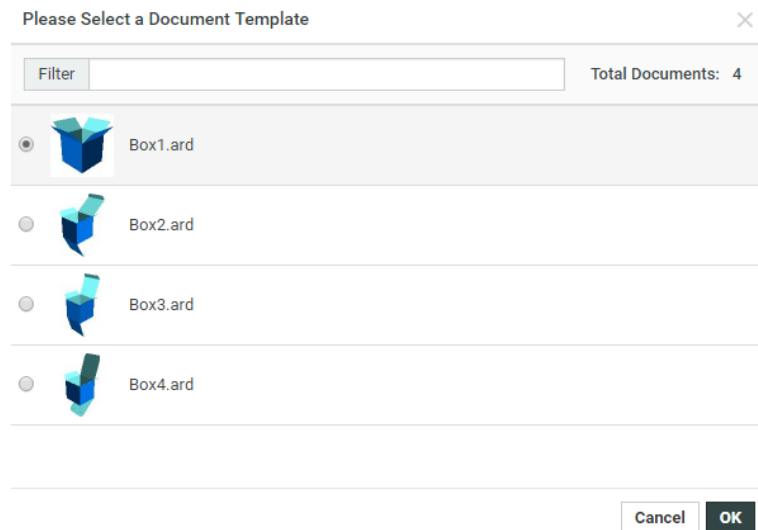 Please Select a Document Template
Filter Total Documents: 4
Box1.ard
Box2.ard
Box3.ard
Box4.ard
Cancel OK